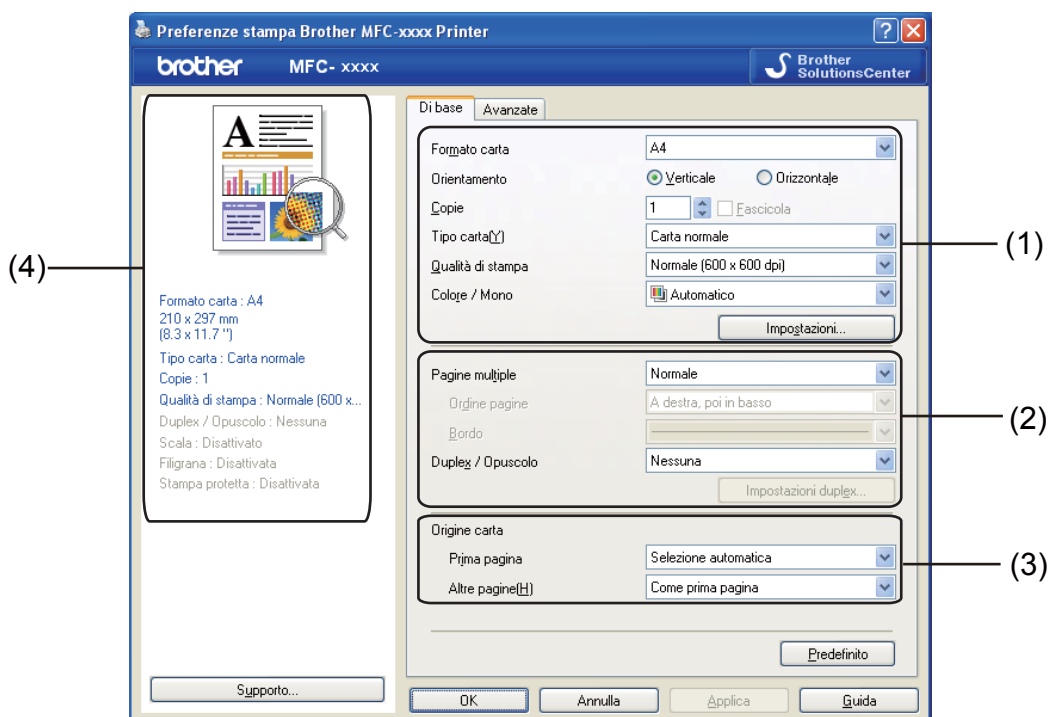 Preferenze stampa Brother MFC-xxxx Printer
brother MFC- xxxx
Brother
SolutionsCenter
Di base Avanzate
A
Formato carta A4
Orientamento Verticale Orizzontale
Copie 1 Fascicola
Tipo carta(Y) Carta normale
Qualità di stampa Normale (600 x 600 dpi)
Colore / Mono Automatico
Impostazioni...
(1)
Pagine multiple Normale
Ordine pagine A destra, poi in basso
Bordo
Duplex / Opuscolo Nessuna
Impostazioni duplex...
(2)
Origine carta
Prima pagina Selezione automatica
Altre pagine(H) Come prima pagina
(3)
Predefinito
(4)
Formato carta : A4
210 x 297 mm
(8.3 x 11.7 ")
Tipo carta : Carta normale
Copie : 1
Qualità di stampa : Normale (600 x...
Duplex / Opuscolo : Nessuna
Scala : Disattivato
Filigrana : Disattivata
Stampa protetta : Disattivata
Supporto...
OK Annulla Applica Guida